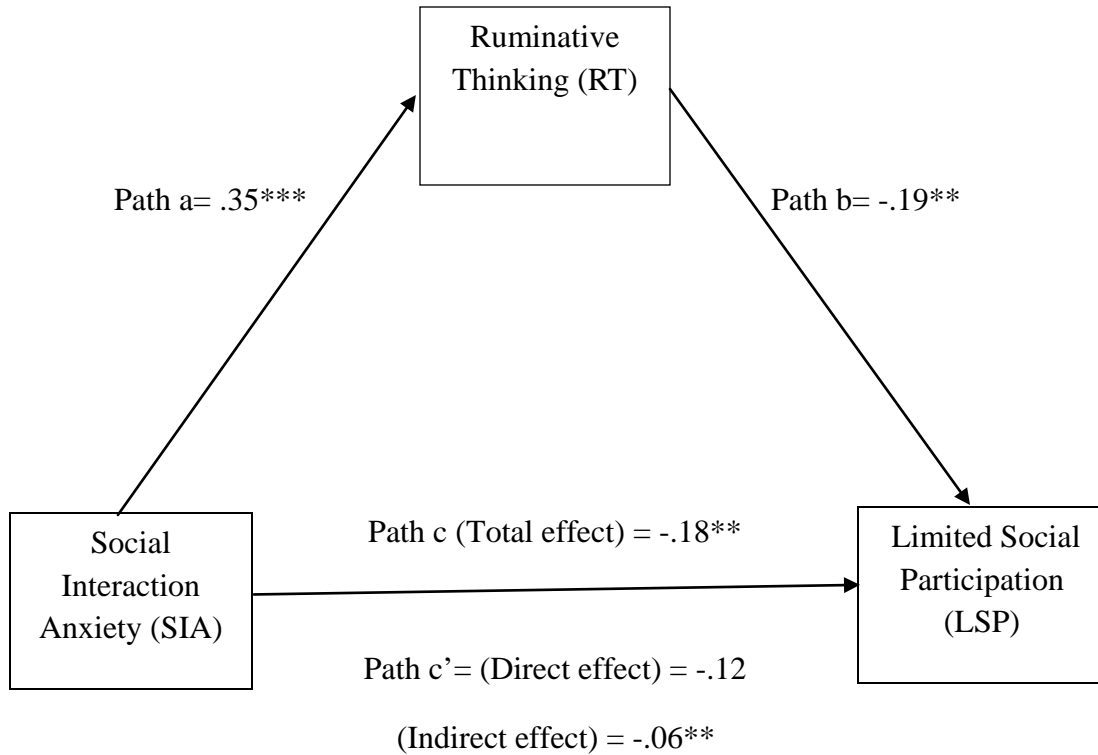 Ruminative
Thinking (RT)
Path a= .35***
Path b= -.19**
Social
Interaction
Anxiety (SIA)
Path c (Total effect) = -.18**
Limited Social
Participation
(LSP)
Path c’= (Direct effect) = -.12
(Indirect effect) = -.06**